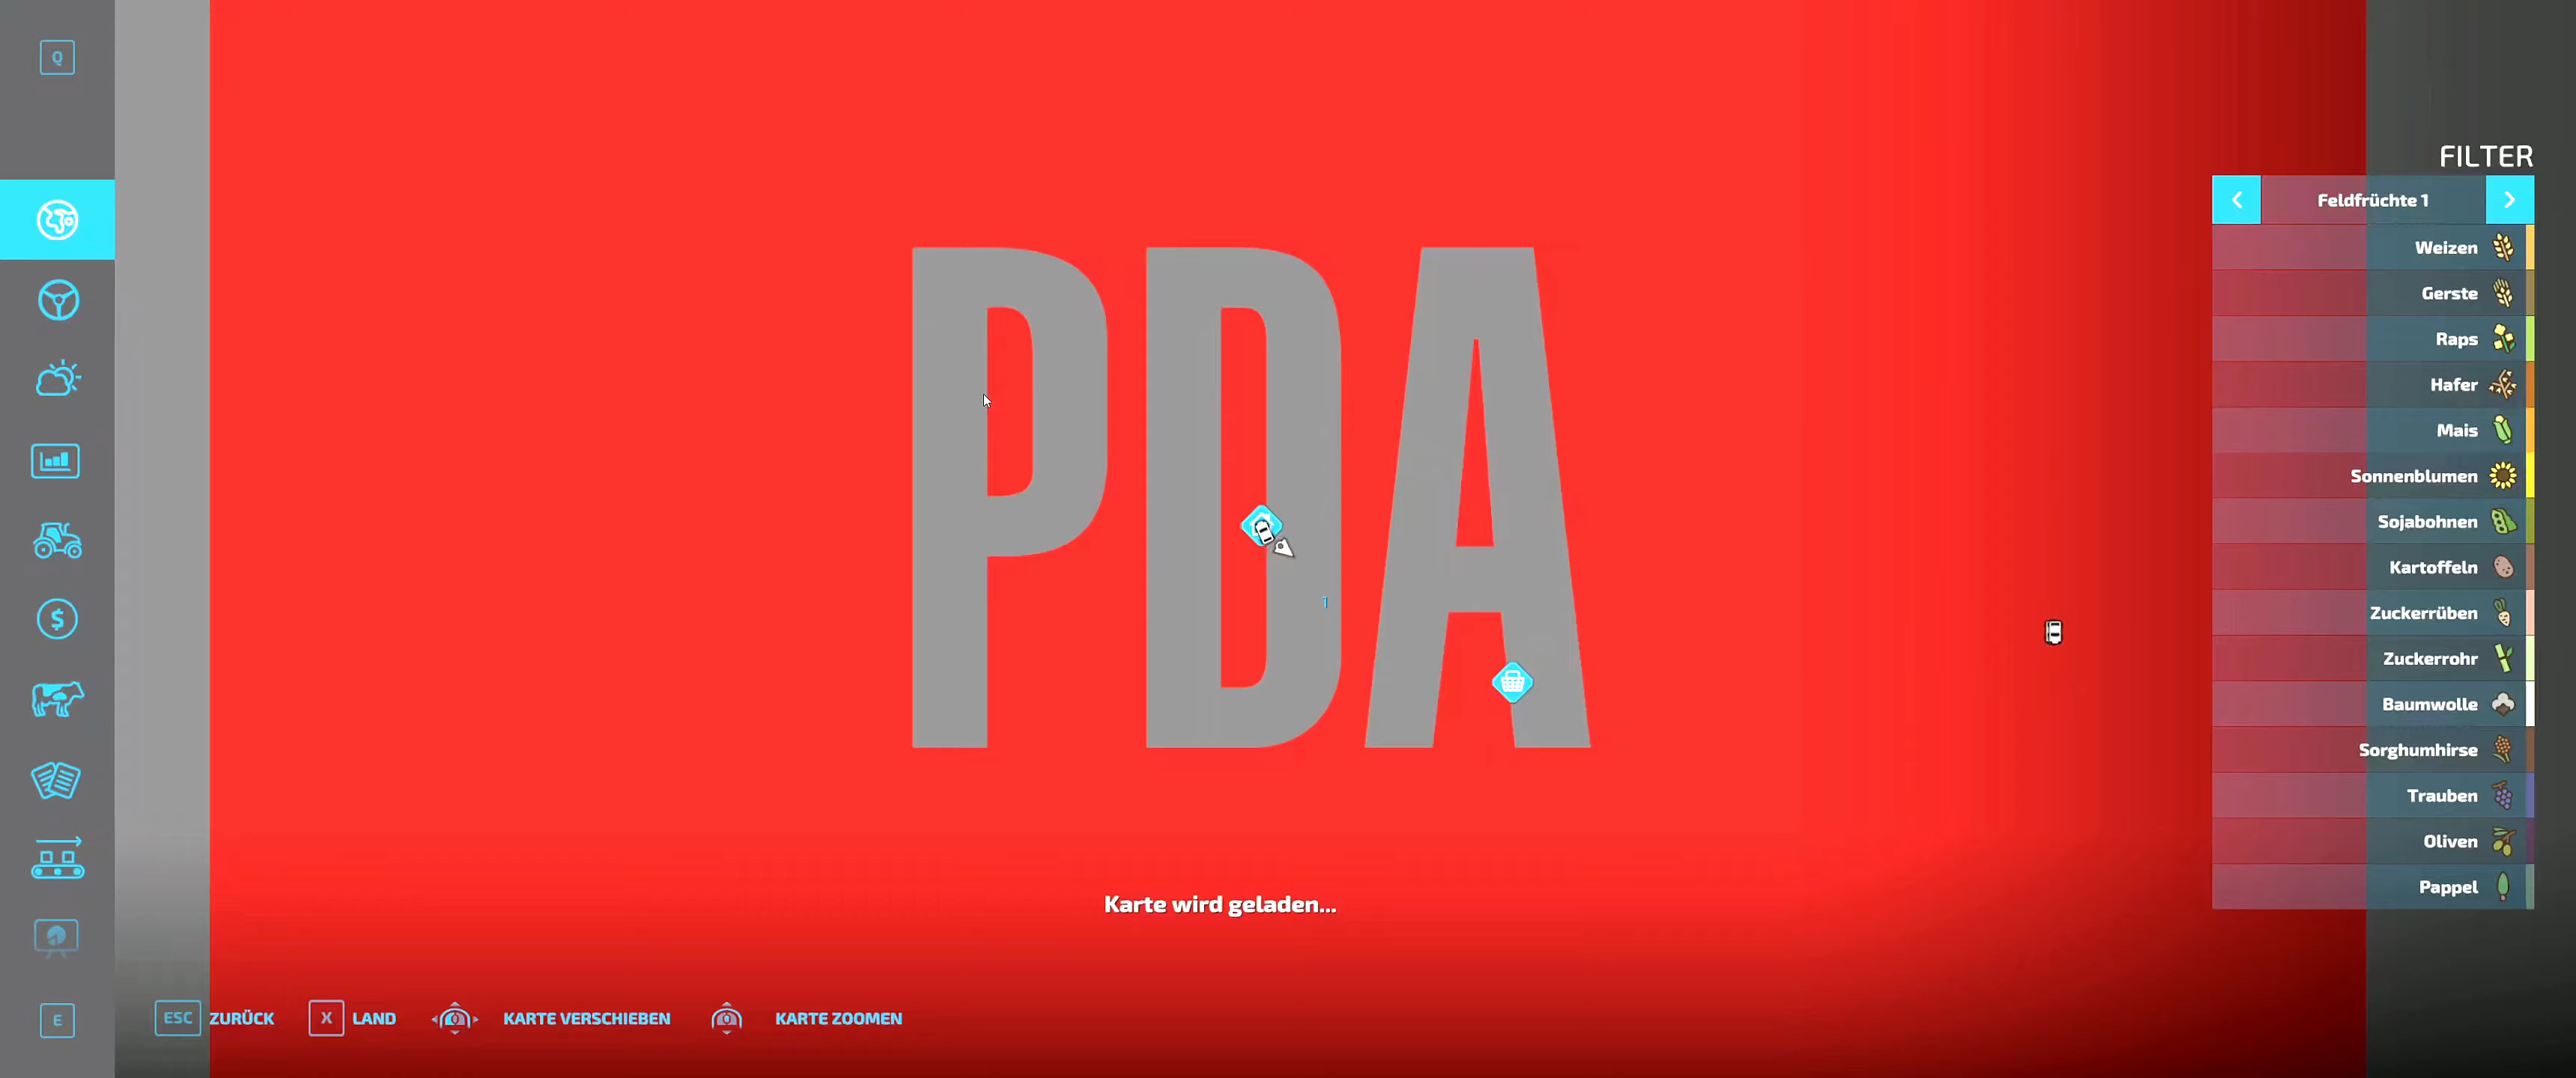 Q
FILTER
Feldfrüchte 1
Weizen
Gerste
Raps
Hafer
Mais
Sonnenblumen
Sojabohnen
Kartoffeln
Zuckerrüben
Zuckerrohr
Baumwolle
Sorghumhirse
Trauben
Oliven
Pappel
PDA
1
Karte wird geladen...
E
ESC ZURÜCK X LAND KARTE VERSCHIEBEN KARTE ZOOMEN